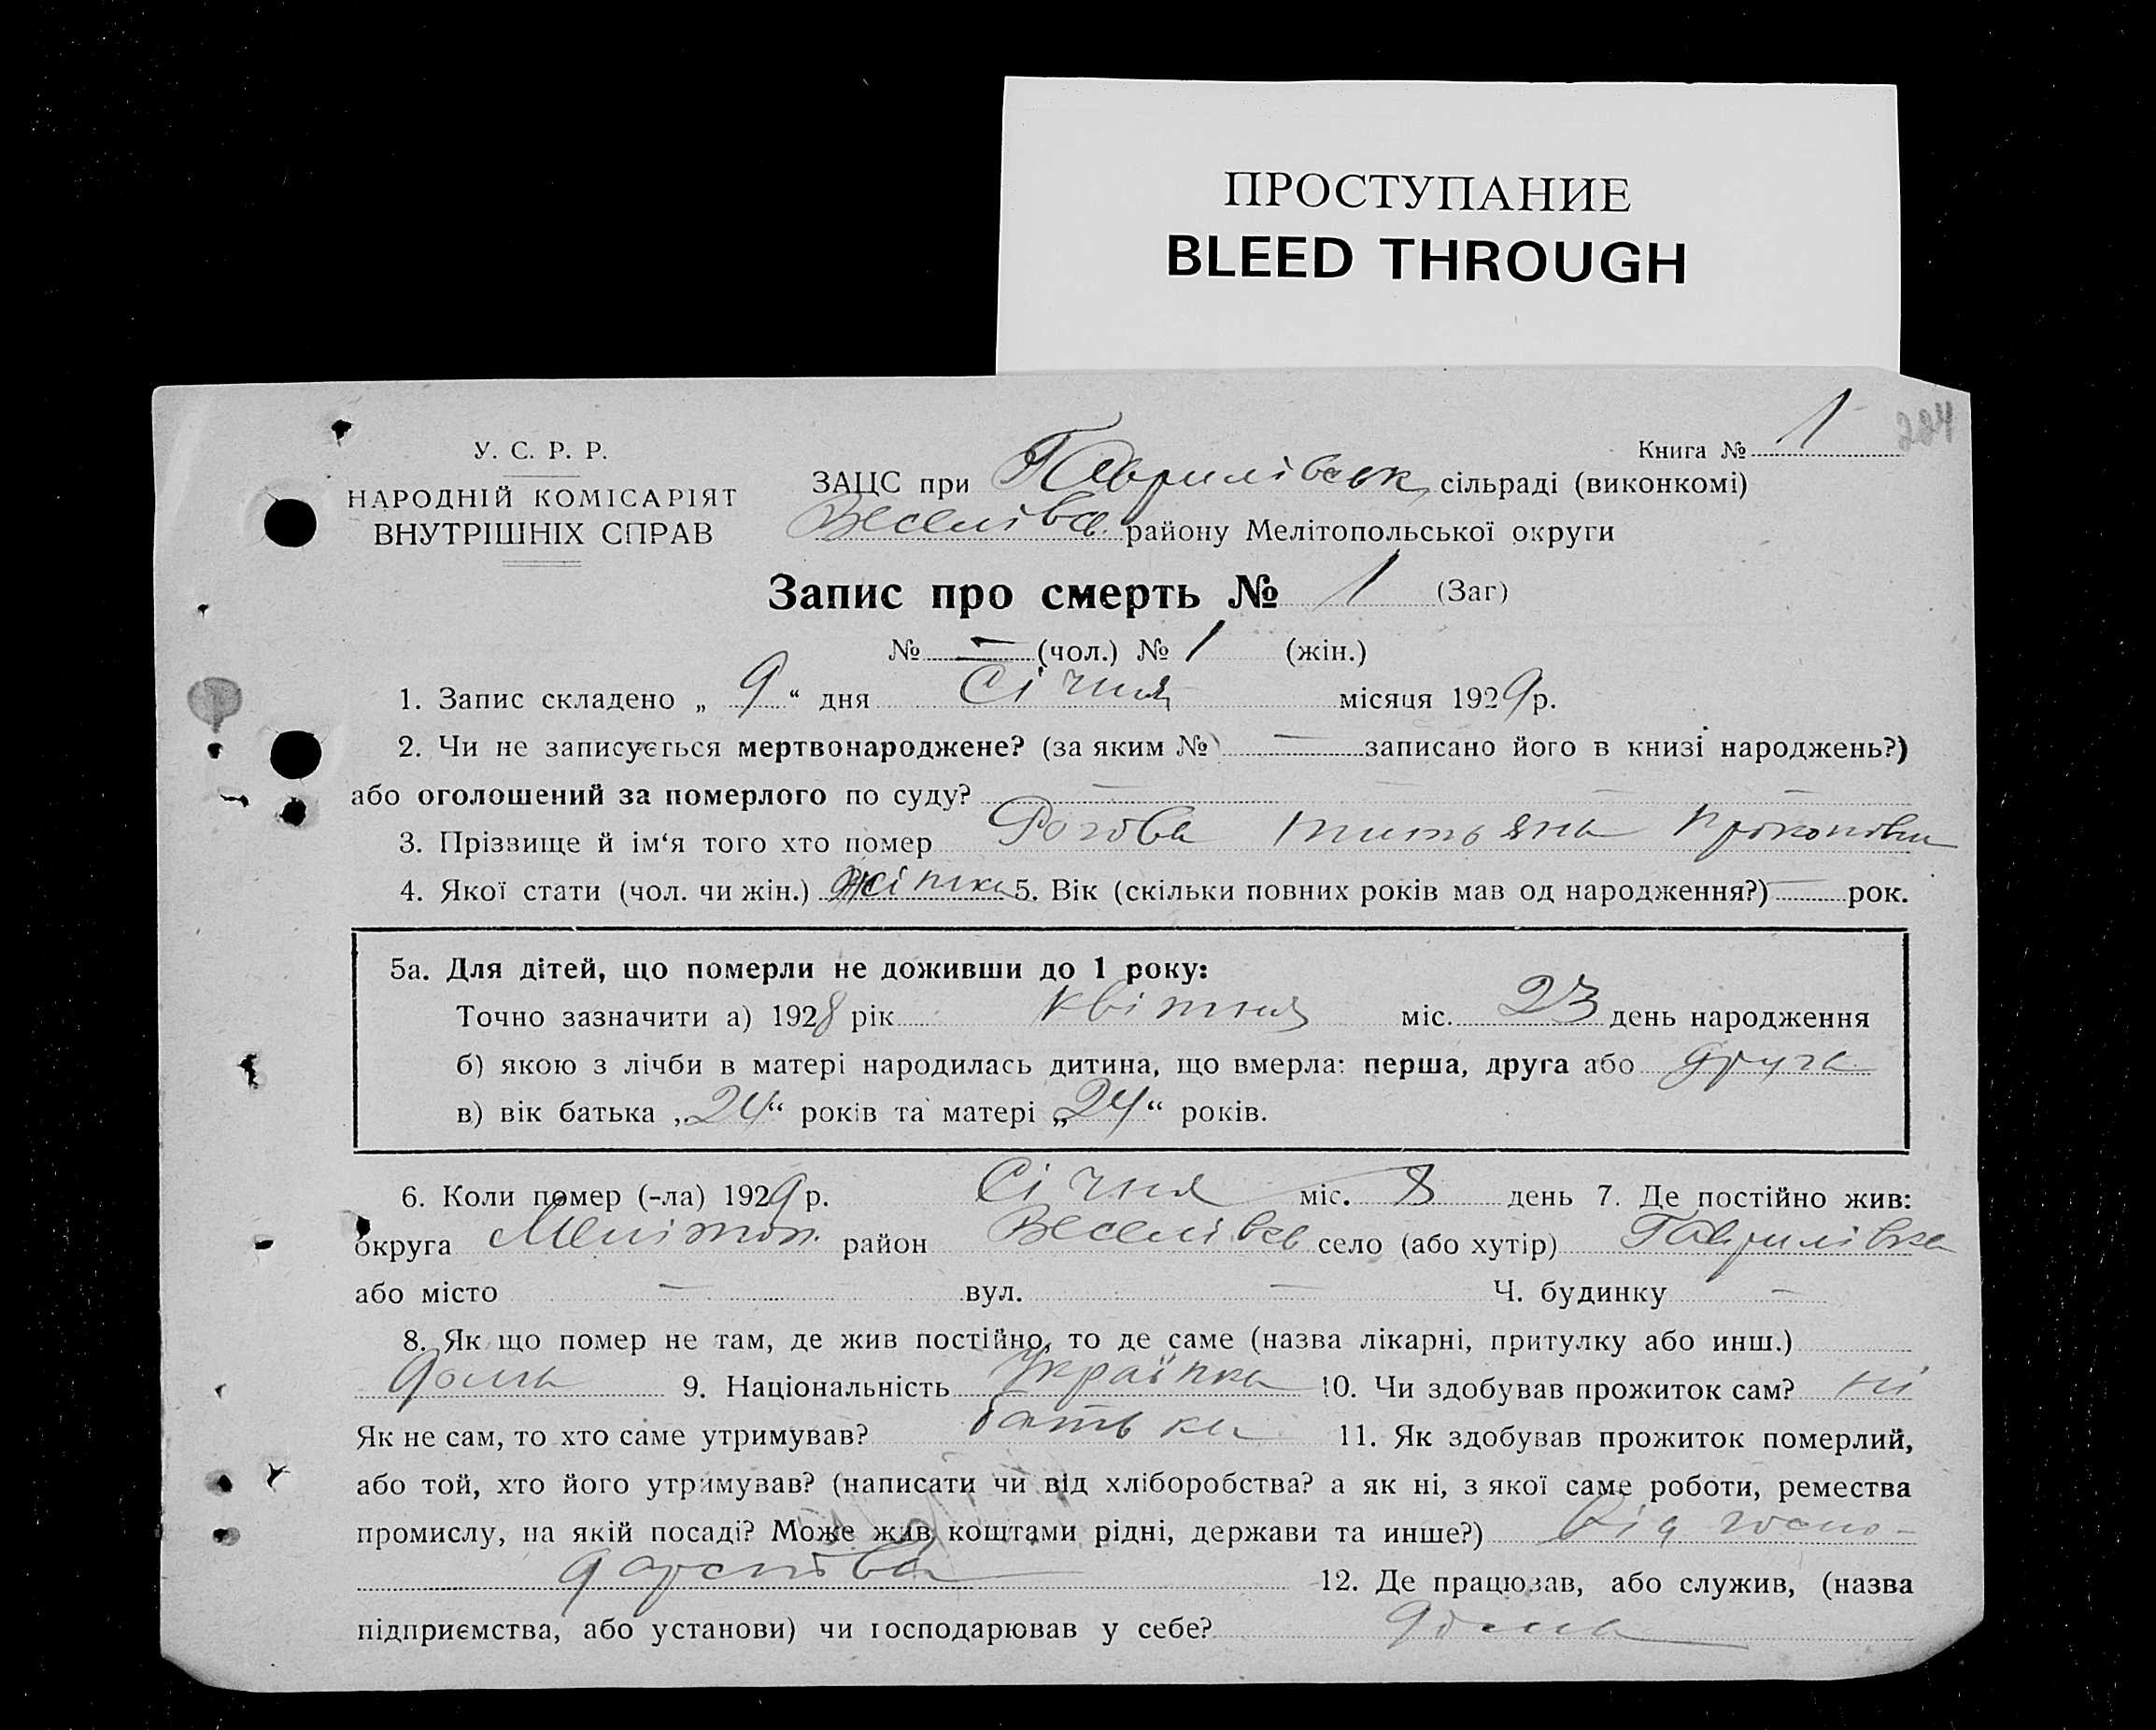 ПРОСТУПАНИЕ
BLEED THROUGH
Книга № 1 224
У. С. Р. Р.
НАРОДНІЙ КОМІСАРІЯТ
ВНУТРІШНІХ СПРАВ
ЗАЦС при Гаврилівськ. сільраді (виконкомі)
Веселівс. району Мелітопольської округи
Запис про смерть № 1 (Заг)
№ — (чол.) № 1 (жін.)
1. Запис складено „ 9 “ дня Січня місяця 1929 р.
2. Чи не записується мертвонароджене? (за яким № — записано його в книзі народжень?)
або оголошений за померлого по суду? — — — —
3. Прізвище й ім‘я того хто помер Рогова Титьяна Прокоповна
4. Якої стати (чол. чи жін.) жінка 5. Вік (скільки повних років мав од народження?) — рок.
5а. Для дітей, що померли не доживши до 1 року:
Точно зазначити а) 1928 рік квітня міс. 23 день народження
б) якою з лічби в матері народилась дитина, що вмерла: перша, друга або друга
в) вік батька „24“ років та матері „24“ років.
6. Коли помер (-ла) 1929 р. Січня міс. 8 день 7. Де постійно жив:
округа Мелітоп. район Веселівсь село (або хутір) Гаврилівка
або місто — вул. — Ч. будинку —
8. Як що помер не там, де жив постійно, то де саме (назва лікарні, притулку або инш.)
дома 9. Національність Українка 10. Чи здобував прожиток сам? ні
Як не сам, то хто саме утримував? батьки 11. Як здобував прожиток померлий,
або той, хто його утримував? (написати чи від хліборобства? а як ні, з якої саме роботи, ремества
промислу, на якій посаді? Може жив коштами рідні, держави та инше?) Від госпо-
дарства 12. Де працював, або служив, (назва
підприємства, або установи) чи господарював у себе? дома